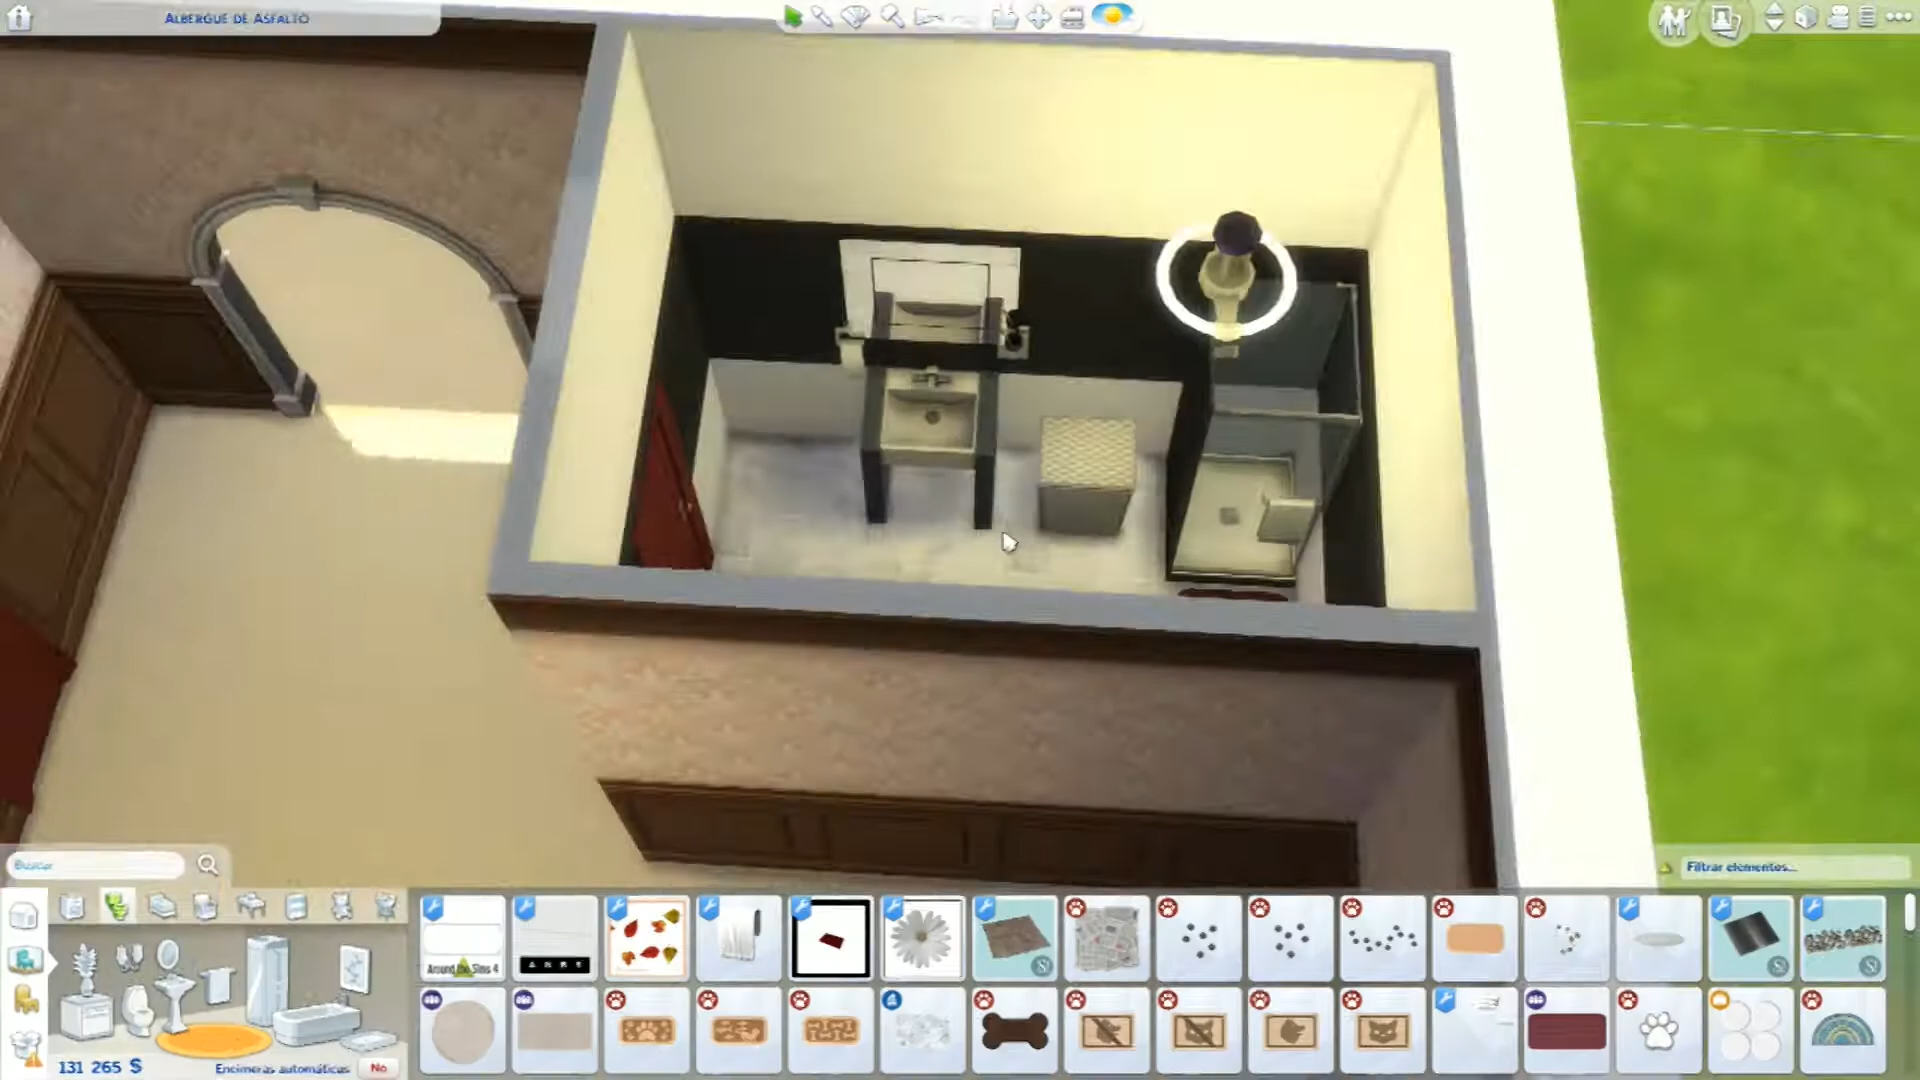 ALBERGUE DE ASFALTO
Buscar
Filtrar elementos...
Around the Sims 4
131 265 $
Encimeras automáticas
No